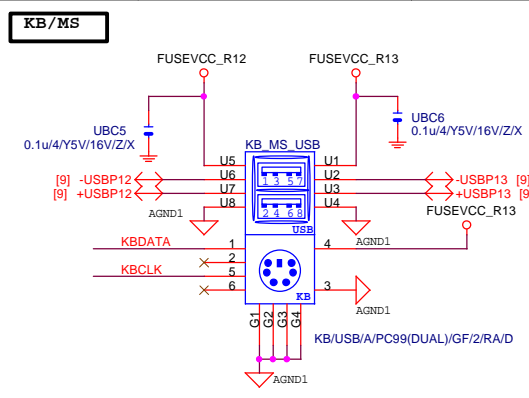 KB/MS
FUSEVCC_R12 FUSEVCC_R13
UBC5 UBC6
0.1u/4/Y5V/16V/Z/X 0.1u/4/Y5V/16V/Z/X
KB_MS_USB
U5 U1
[9] -USBP12 U6 U2 -USBP13 [9]
[9] +USBP12 U7 U3 +USBP13 [9
U8 U4
1 3 5 7
2 4 6 8
AGND1 USB FUSEVCC_R13
KBDATA 1 4 AGND1
2
KBCLK 5
6 KB 3
AGND1
G1 G2 G3 G4
KB/USB/A/PC99(DUAL)/GF/2/RA/D
AGND1